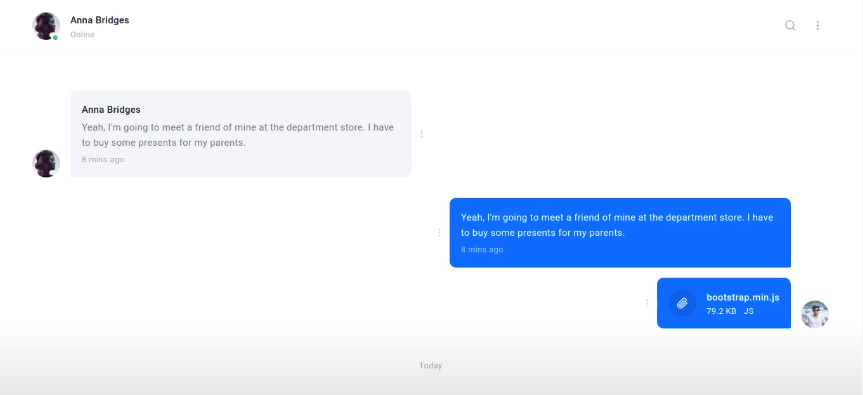 Anna Bridges
Online
Anna Bridges
Yeah, I'm going to meet a friend of mine at the department store. I have
to buy some presents for my parents.
8 mins ago
Yeah, I'm going to meet a friend of mine at the department store. I have
to buy some presents for my parents.
8 mins ago
bootstrap.min.js
79.2 KB JS
Today